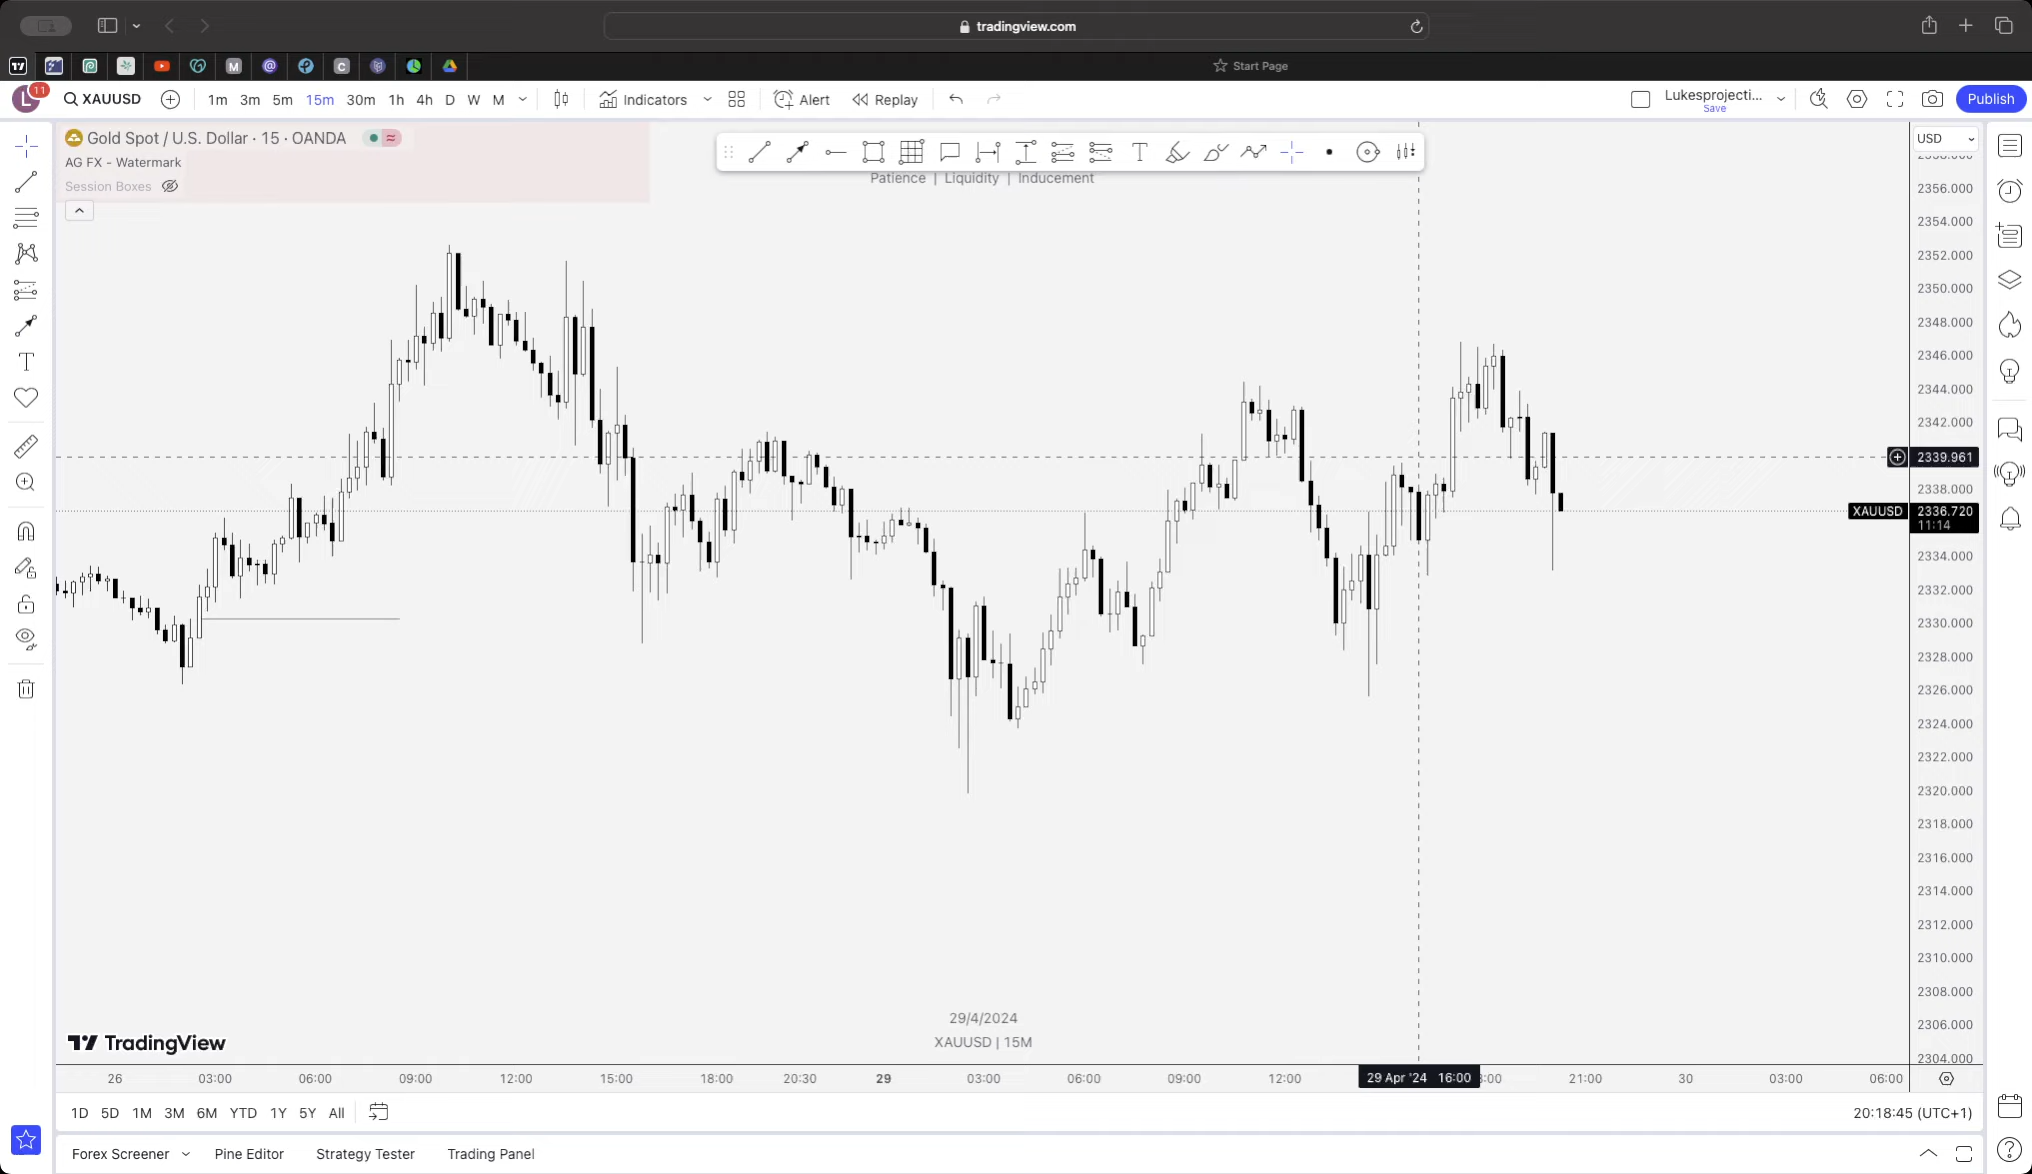 tradingview.com
M
@
C
Start Page
L
11
XAUUSD
1m 3m 5m 15m 30m 1h 4h D W M
Indicators
Alert
Replay
Lukesprojecti...
Save
Publish
Gold Spot / U.S. Dollar · 15 · OANDA
AG FX - Watermark
Session Boxes
Patience | Liquidity | Inducement
USD
2356.000
2354.000
2352.000
2350.000
2348.000
2346.000
2344.000
2342.000
2339.961
2338.000
XAUUSD 2336.720
11:14
2334.000
2332.000
2330.000
2328.000
2326.000
2324.000
2322.000
2320.000
2318.000
2316.000
2314.000
2312.000
2310.000
2308.000
2306.000
2304.000
29/4/2024
XAUUSD | 15M
TradingView
26 03:00 06:00 09:00 12:00 15:00 18:00 20:30 29 03:00 06:00 09:00 12:00 29 Apr '24 16:00 21:00 30 03:00 06:00
1D 5D 1M 3M 6M YTD 1Y 5Y All
20:18:45 (UTC+1)
Forex Screener Pine Editor Strategy Tester Trading Panel